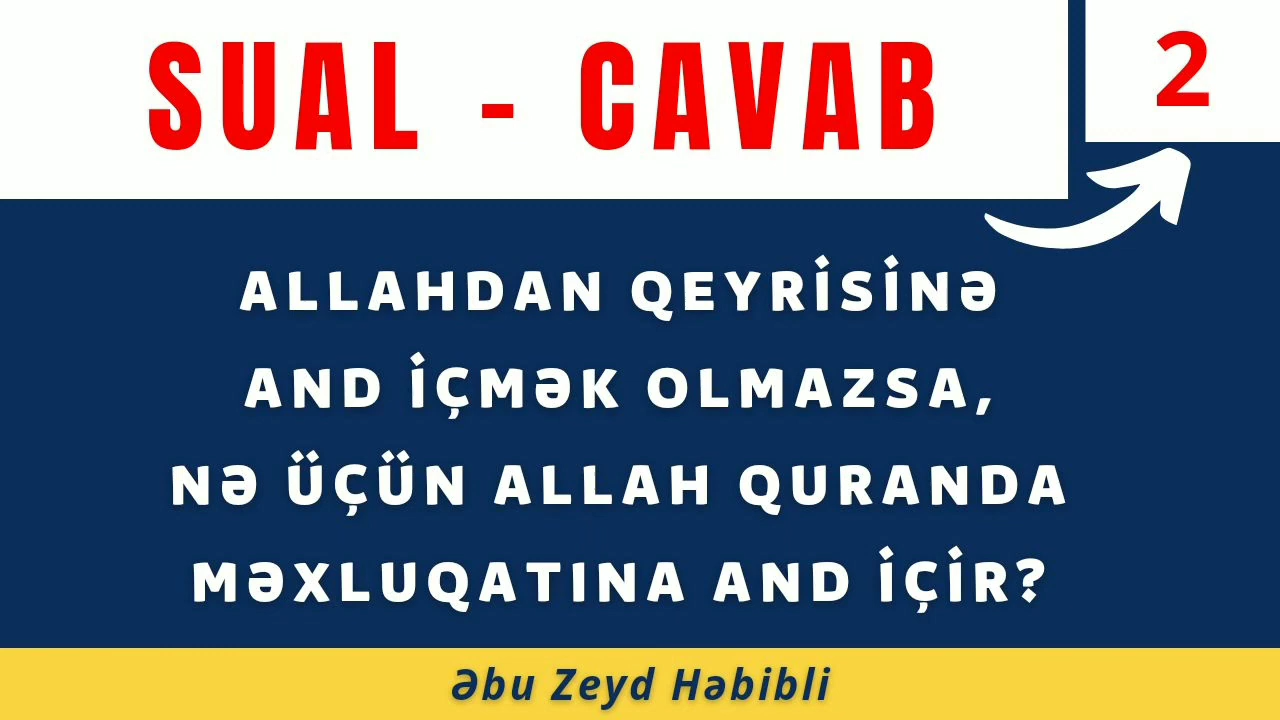 SUAL - CAVAB
2
ALLAHDAN QEYRİSİNƏ
AND İÇMƏK OLMAZSA,
NƏ ÜÇÜN ALLAH QURANDA
MƏXLUQATINA AND İÇİR?
Əbu Zeyd Həbibli